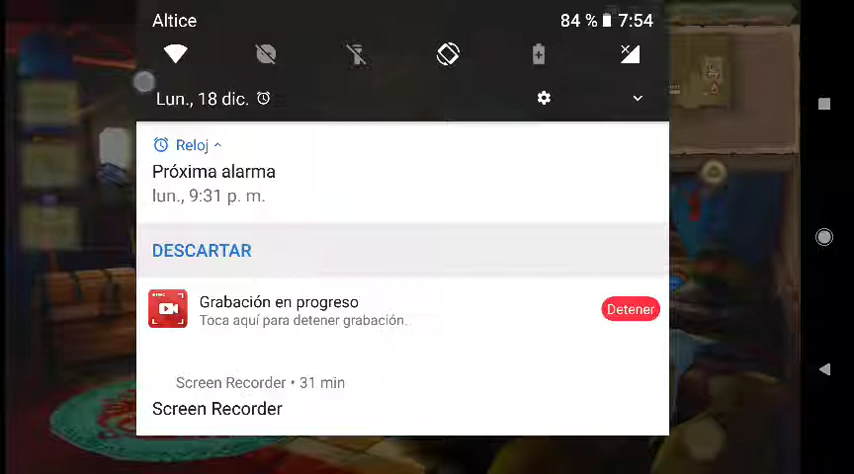 Altice 84 % 7:54
Lun., 18 dic.
Reloj
Próxima alarma
lun., 9:31 p. m.
DESCARTAR
Grabación en progreso
Toca aquí para detener grabación.
Detener
Screen Recorder • 31 min
Screen Recorder